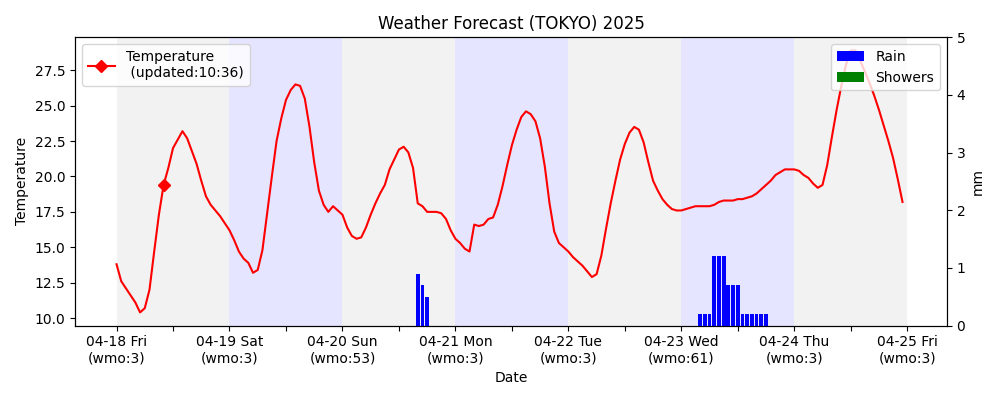 Weather Forecast (TOKYO) 2025
Temperature
(updated:10:36)
Rain
Showers
Temperature
27.5
25.0
22.5
20.0
17.5
15.0
12.5
10.0
5
4
3
2
1
0
mm
04-18 Fri
(wmo:3)
04-19 Sat
(wmo:3)
04-20 Sun
(wmo:53)
04-21 Mon
(wmo:3)
04-22 Tue
(wmo:3)
04-23 Wed
(wmo:61)
04-24 Thu
(wmo:3)
04-25 Fri
(wmo:3)
Date